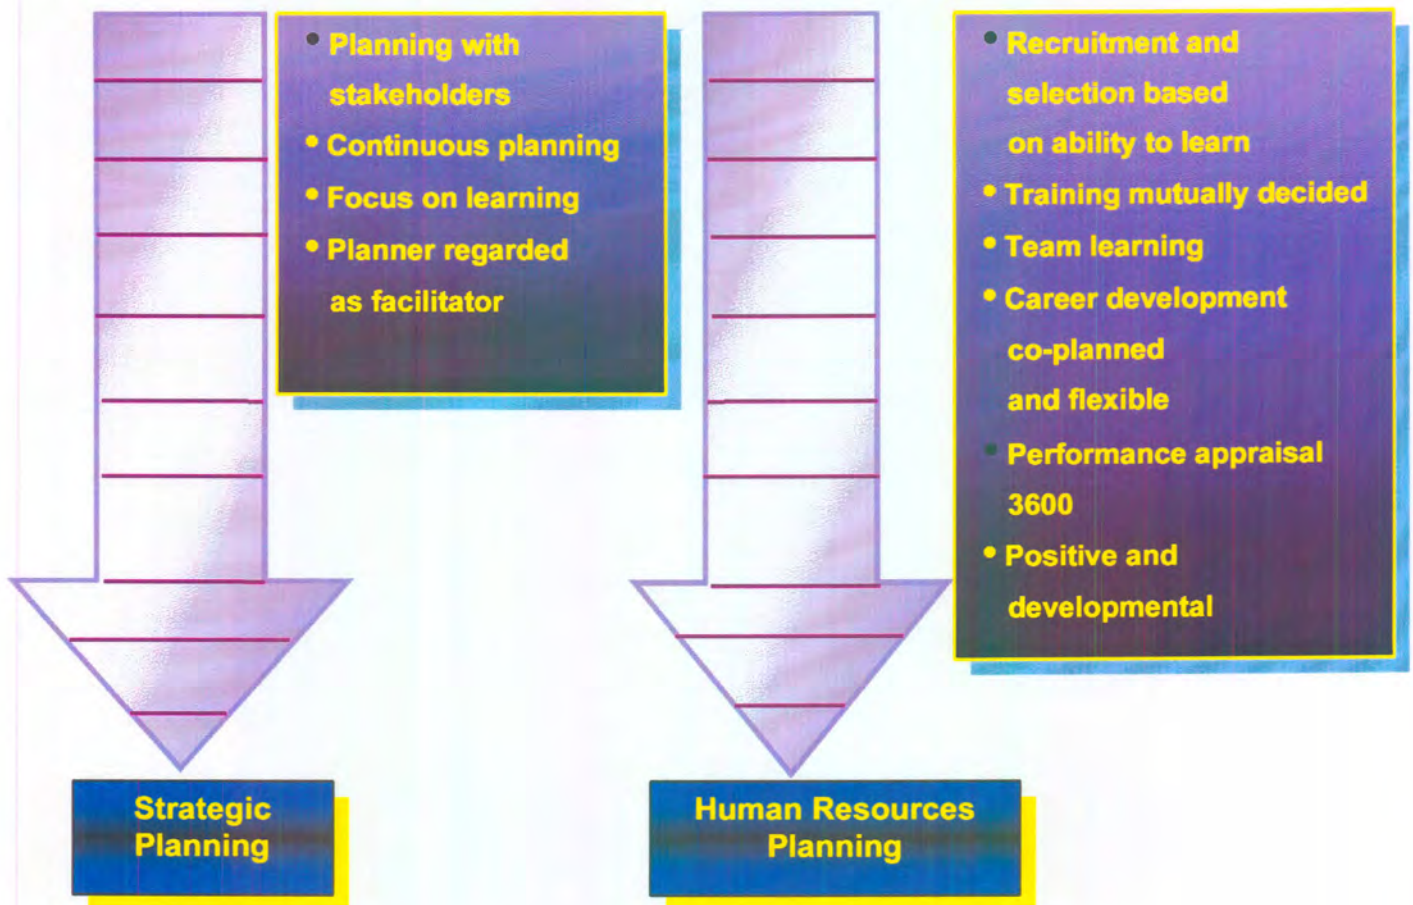 • Planning with
stakeholders
• Continuous planning
• Focus on learning
• Planner regarded
as facilitator
• Recruitment and
selection based
on ability to learn
• Training mutually decided
• Team learning
• Career development
co-planned
and flexible
• Performance appraisal
3600
• Positive and
developmental
Strategic
Planning
Human Resources
Planning